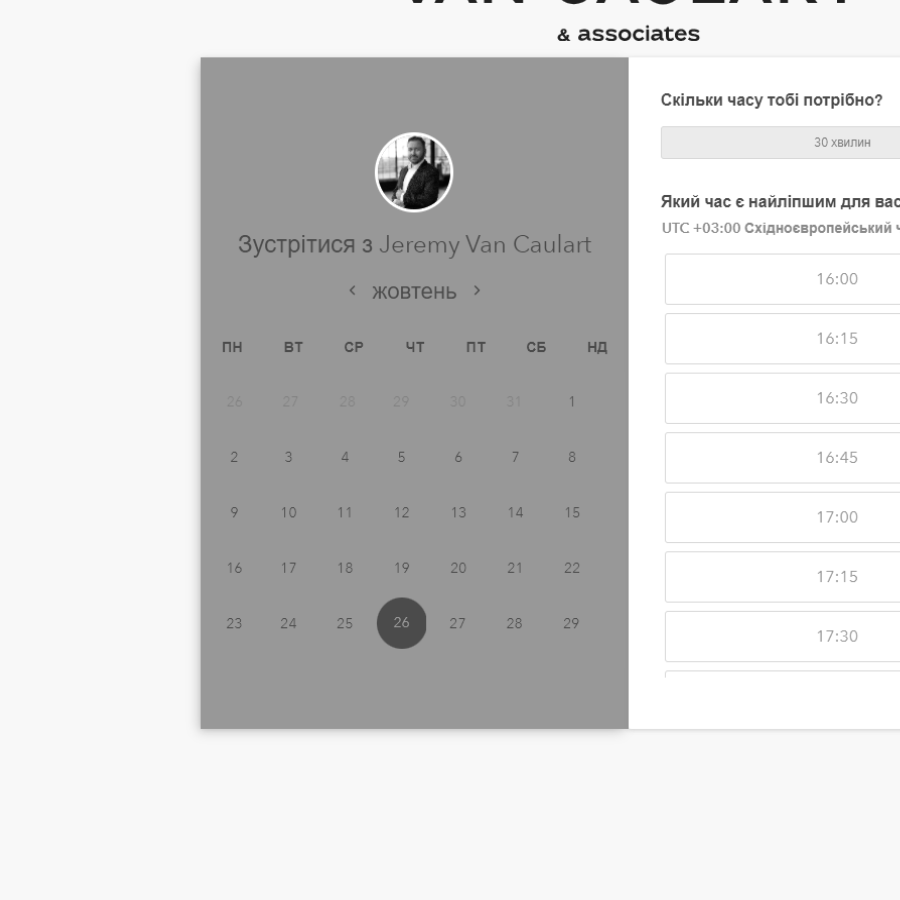 & associates
Зустрітися з Jeremy Van Caulart
жовтень
ПН ВТ СР ЧТ ПТ СБ НД
26 27 28 29 30 31 1
2 3 4 5 6 7 8
9 10 11 12 13 14 15
16 17 18 19 20 21 22
23 24 25 26 27 28 29
Скільки часу тобі потрібно?
30 хвилин
Який час є найліпшим для вас
UTC +03:00 Східноєвропейський
16:00
16:15
16:30
16:45
17:00
17:15
17:30